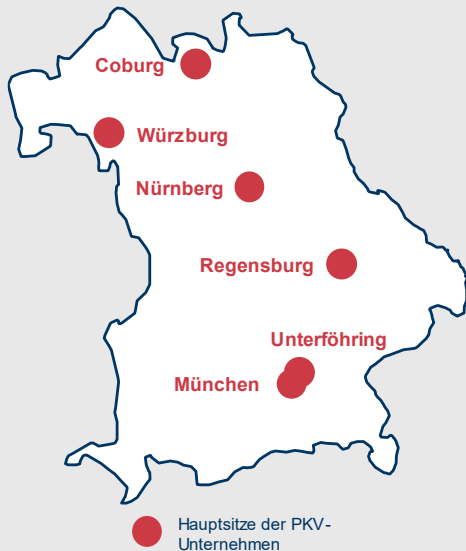 Coburg
Würzburg
Nürnberg
Regensburg
Unterföhring
München
Hauptsitze der PKV-
Unternehmen